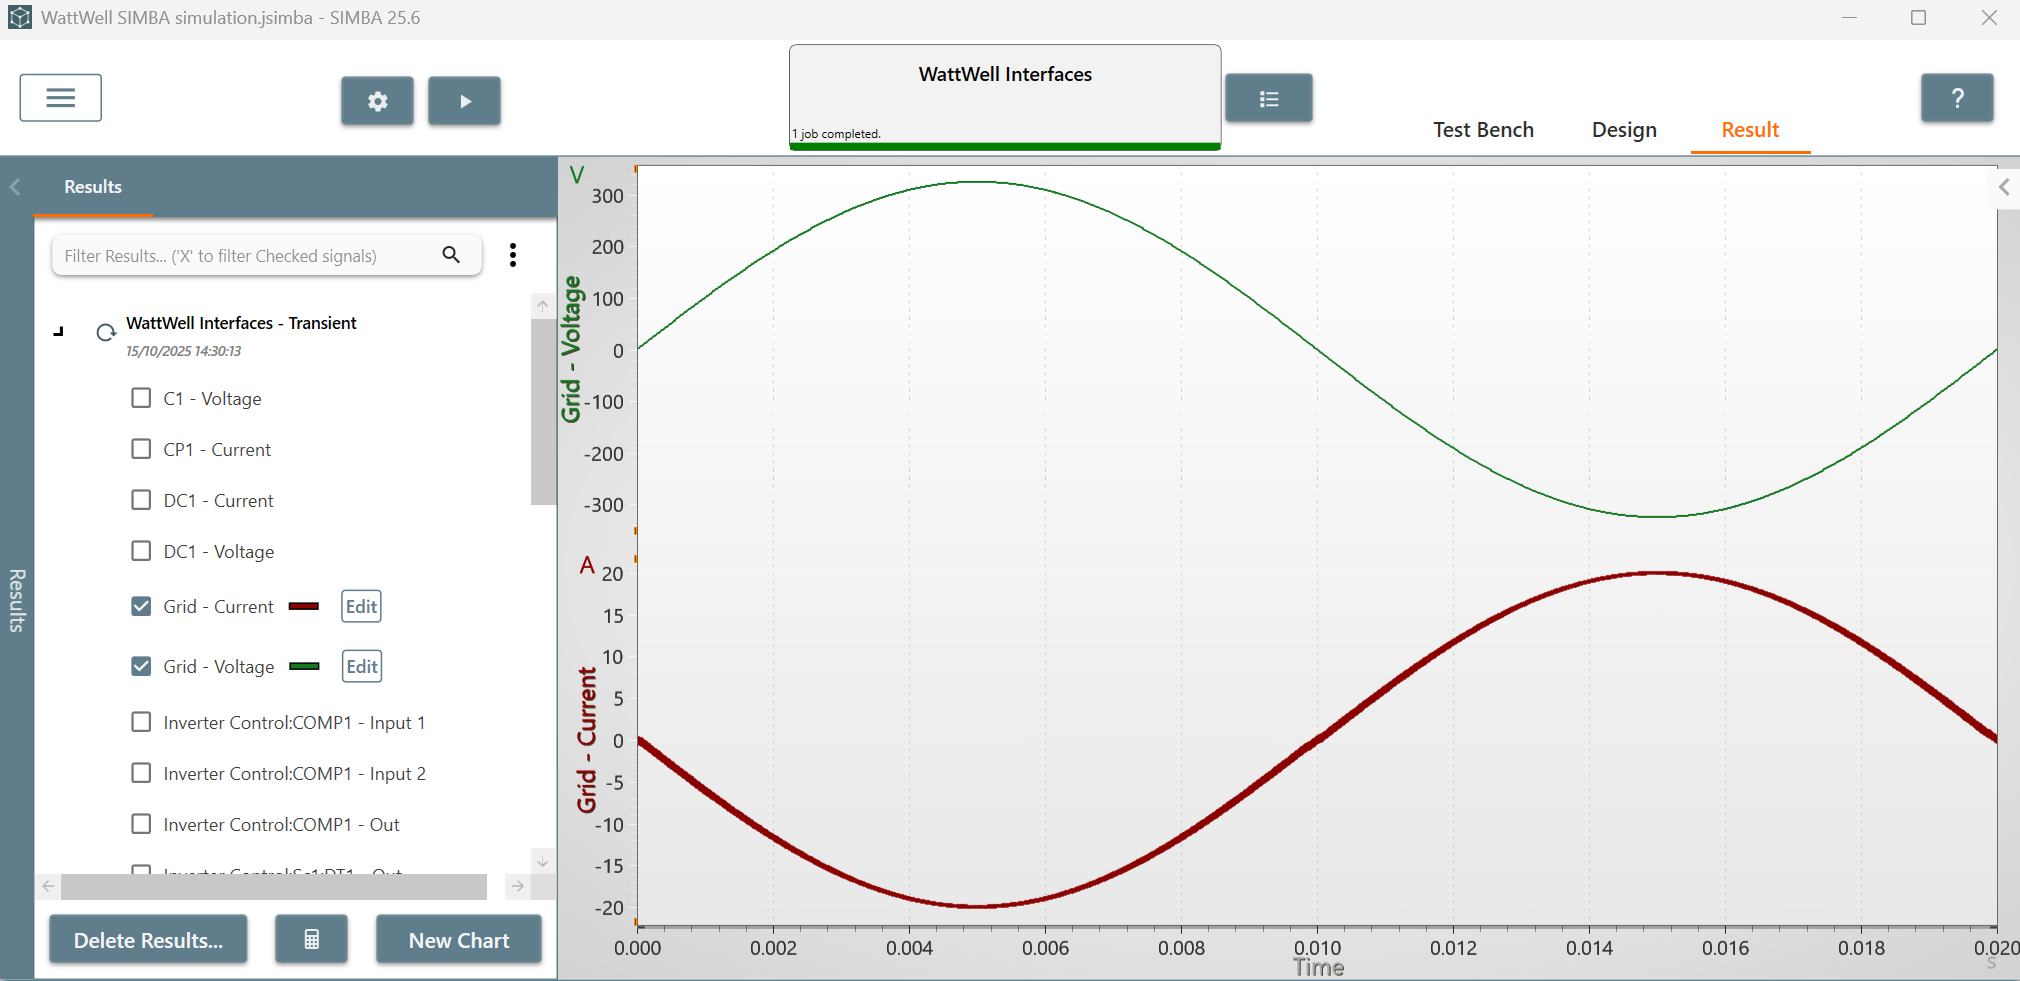 WattWell SIMBA simulation.jsimba - SIMBA 25.6
WattWell Interfaces
1 job completed.
Test Bench
Design
Result
?
Results
Filter Results... ('X' to filter Checked signals)
WattWell Interfaces - Transient
15/10/2025 14:30:13
C1 - Voltage
CP1 - Current
DC1 - Current
DC1 - Voltage
Grid - Current
Edit
Grid - Voltage
Edit
Inverter Control:COMP1 - Input 1
Inverter Control:COMP1 - Input 2
Inverter Control:COMP1 - Out
Results
Delete Results...
New Chart
V
Grid - Voltage
300
200
100
0
-100
-200
-300
A
Grid - Current
20
15
10
5
0
-5
-10
-15
-20
0.000 0.002 0.004 0.006 0.008 0.010 0.012 0.014 0.016 0.018 0.020
Time
s